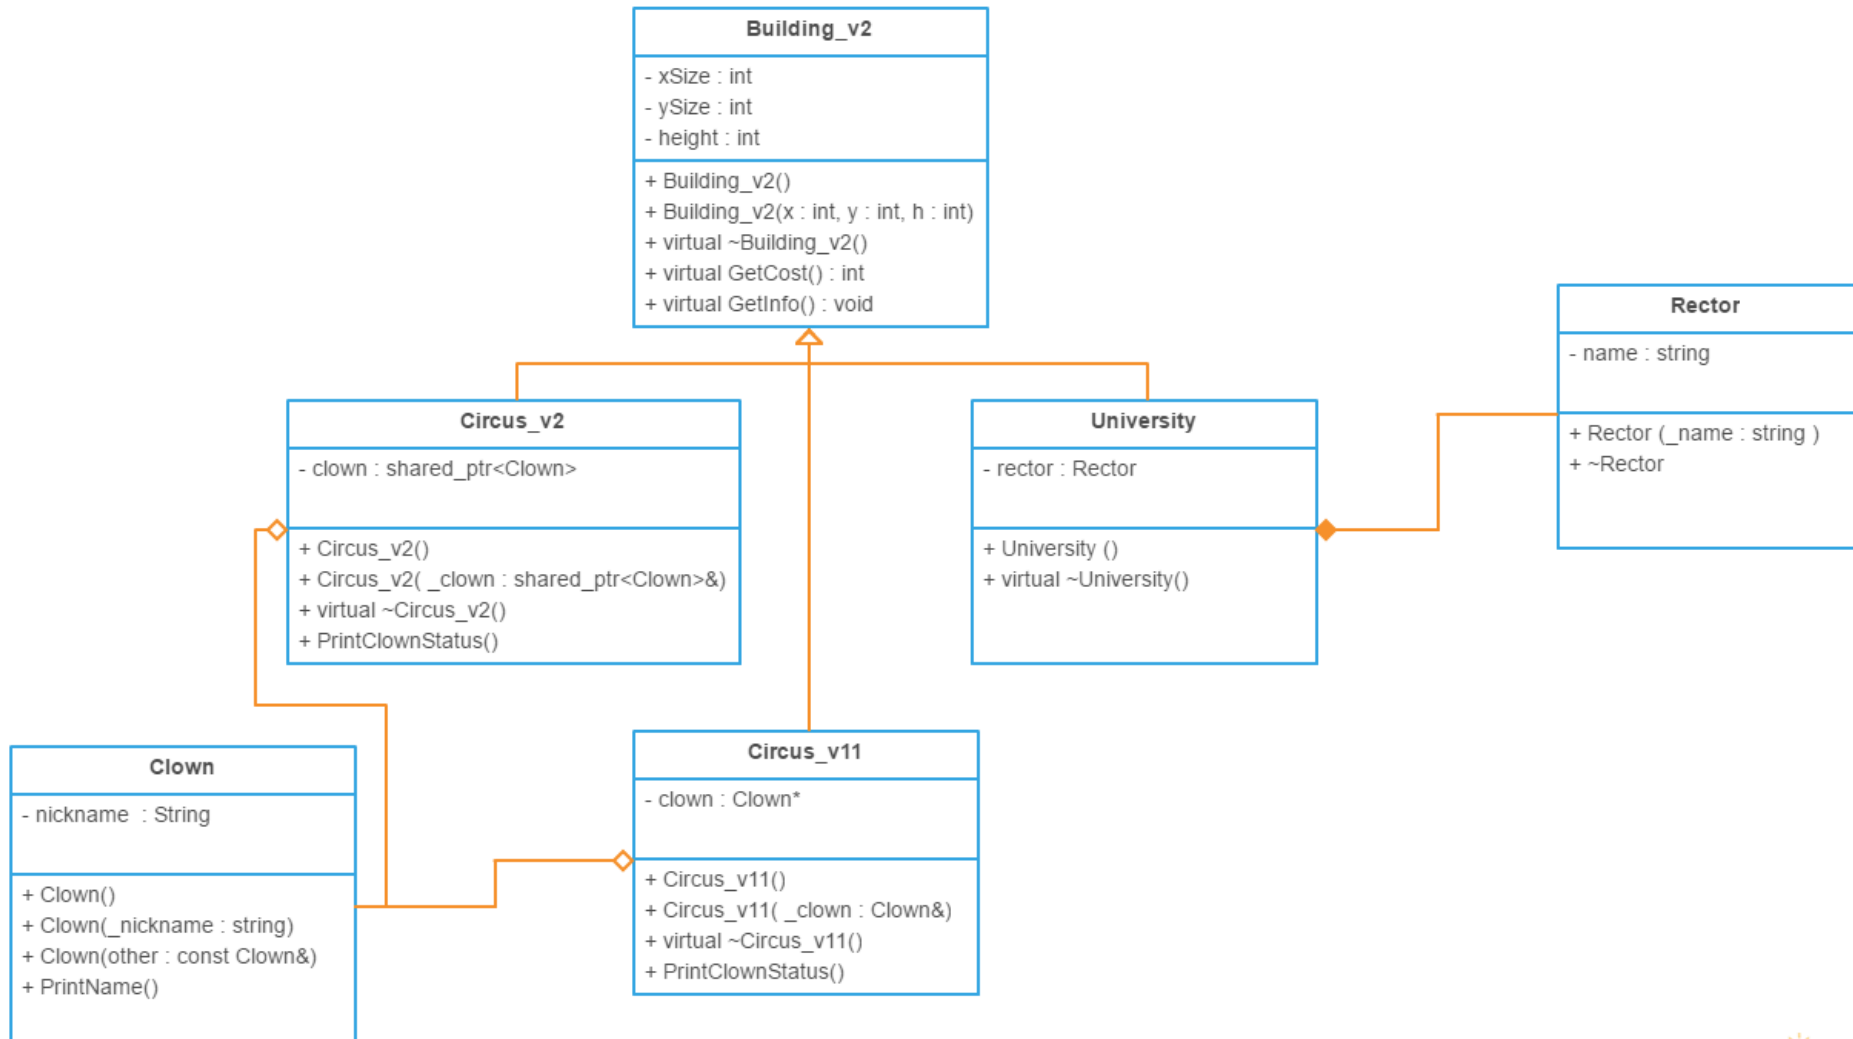 Building_v2
- xSize : int
- ySize : int
- height : int
+ Building_v2()
+ Building_v2(x : int, y : int, h : int)
+ virtual ~Building_v2()
+ virtual GetCost() : int
+ virtual GetInfo() : void
Rector
- name : string
+ Rector (_name : string )
+ ~Rector
Circus_v2
- clown : shared_ptr<Clown>
+ Circus_v2()
+ Circus_v2( _clown : shared_ptr<Clown>&)
+ virtual ~Circus_v2()
+ PrintClownStatus()
University
- rector : Rector
+ University ()
+ virtual ~University()
Clown
- nickname  : String
+ Clown()
+ Clown(_nickname : string)
+ Clown(other : const Clown&)
+ PrintName()
Circus_v11
- clown : Clown*
+ Circus_v11()
+ Circus_v11( _clown : Clown&)
+ virtual ~Circus_v11()
+ PrintClownStatus()